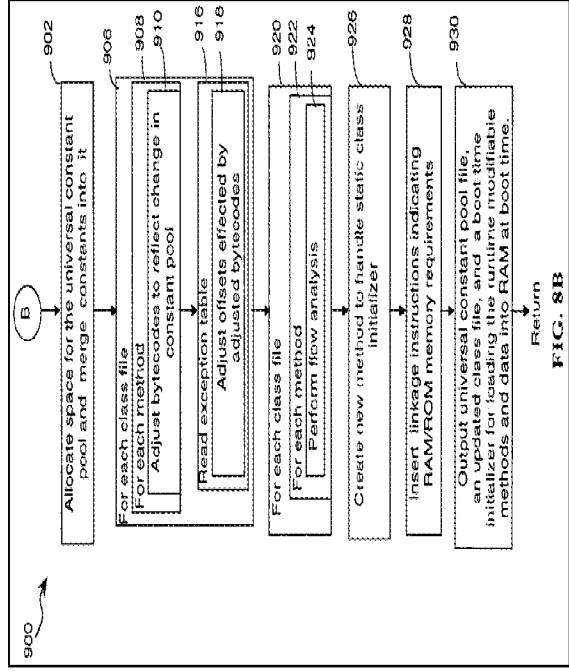 900
B
902
Allocate space for the universal constant
pool and merge constants into it
906
For each class file
908
For each method
910
Adjust bytecodes to reflect change in
constant pool
916
Read exception table
918
Adjust offsets effected by
adjusted bytecodes
920
For each class file
922
For each method
924
Perform flow analysis
926
Create new method to handle static class
initializer
928
Insert linkage instructions indicating
RAM/ROM memory requirements
930
Output universal constant pool file,
an updated class file, and a boot time
initializer for loading the runtime modifiable
methods and data into RAM at boot time.
Return
FIG. 8B